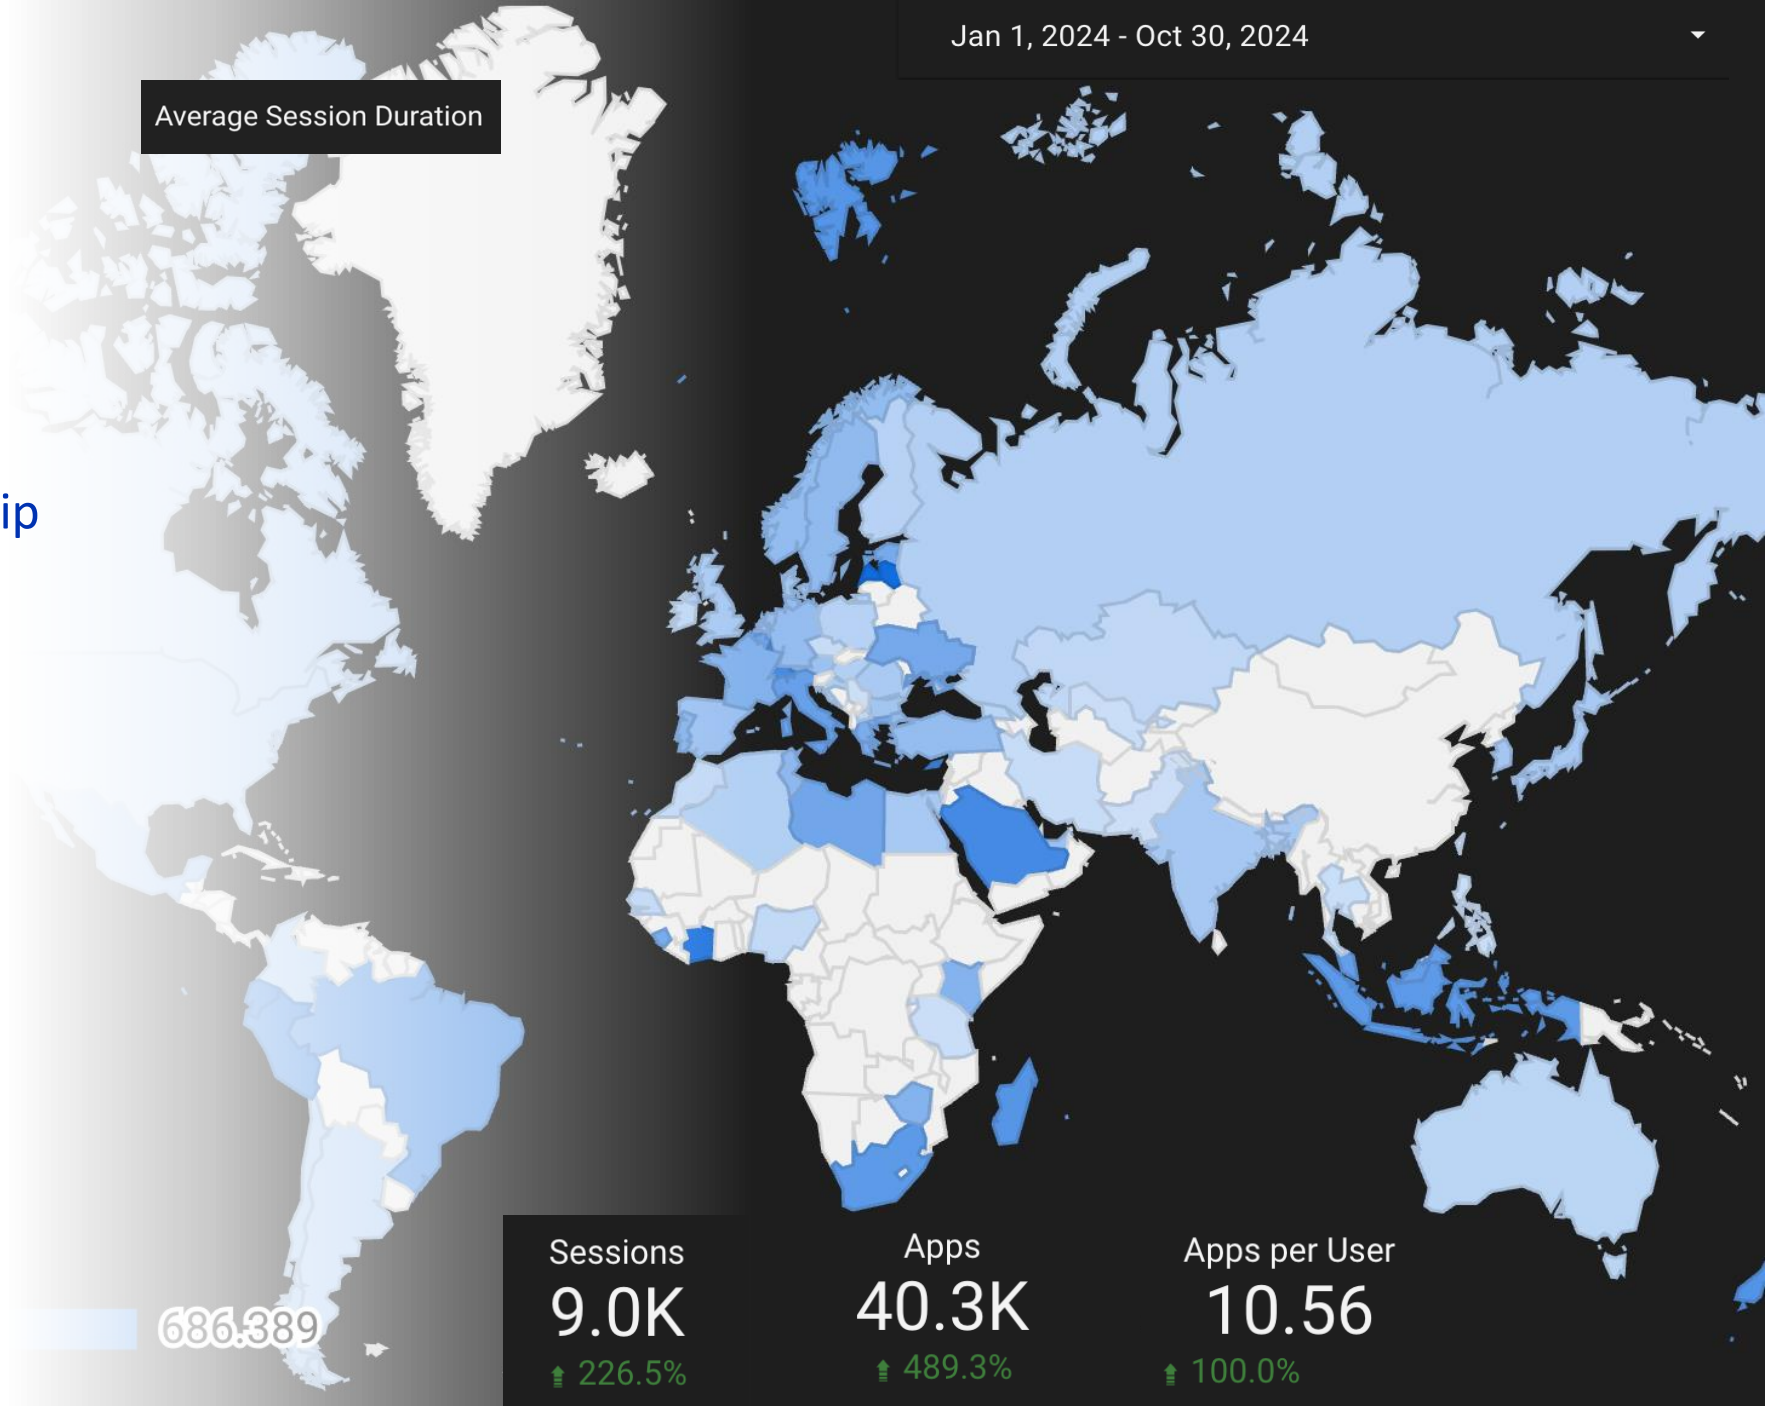 Jan 1, 2024 - Oct 30, 2024
Average Session Duration
ip
686.389
Sessions
9.0K
226.5%
Apps
40.3K
489.3%
Apps per User
10.56
100.0%